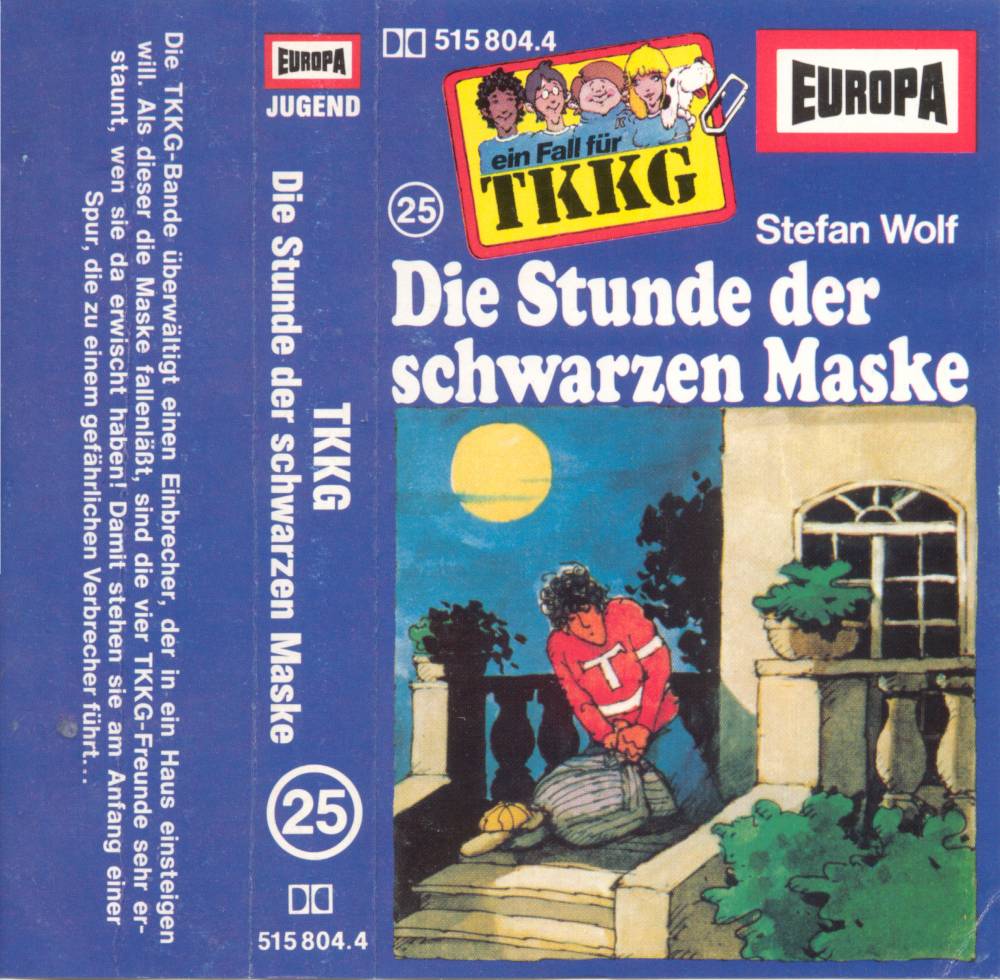 Die TKKG-Bande überwältigt einen Einbrecher, der in ein Haus einsteigen
will. Als dieser die Maske fallenläßt, sind die vier TKKG-Freunde sehr er-
staunt, wen sie da erwischt haben! Damit stehen sie am Anfang einer
Spur, die zu einem gefährlichen Verbrecher führt...
EUROPA
JUGEND
TKKG
Die Stunde der schwarzen Maske
25
515 804.4
515 804.4
ein Fall für
TKKG
K
25
EUROPA
Stefan Wolf
Die Stunde der
schwarzen Maske
T